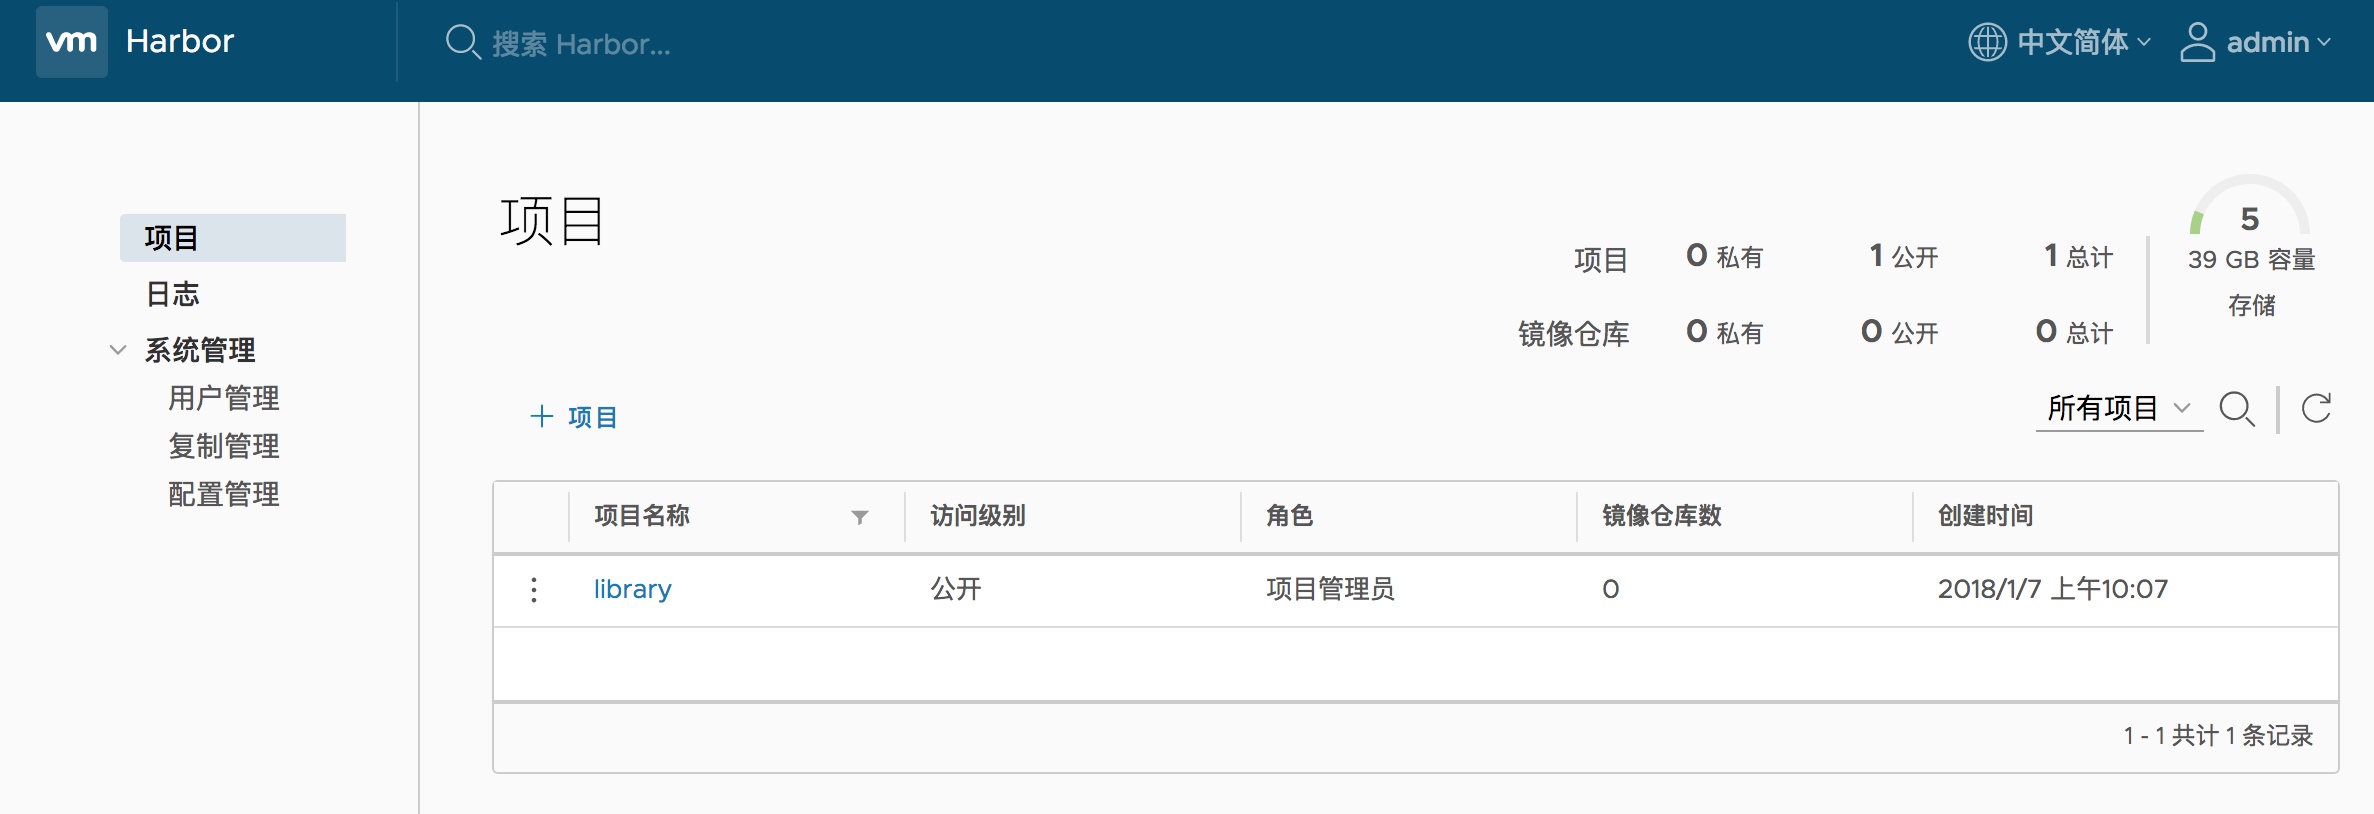 vm Harbor
搜索 Harbor...
中文简体
admin
项目
日志
系统管理
用户管理
复制管理
配置管理
项目
项目 0 私有 1 公开 1 总计
镜像仓库 0 私有 0 公开 0 总计
5
39 GB 容量
存储
项目
所有项目
项目名称 访问级别 角色 镜像仓库数 创建时间
library 公开 项目管理员 0 2018/1/7 上午10:07
1 - 1 共计 1 条记录